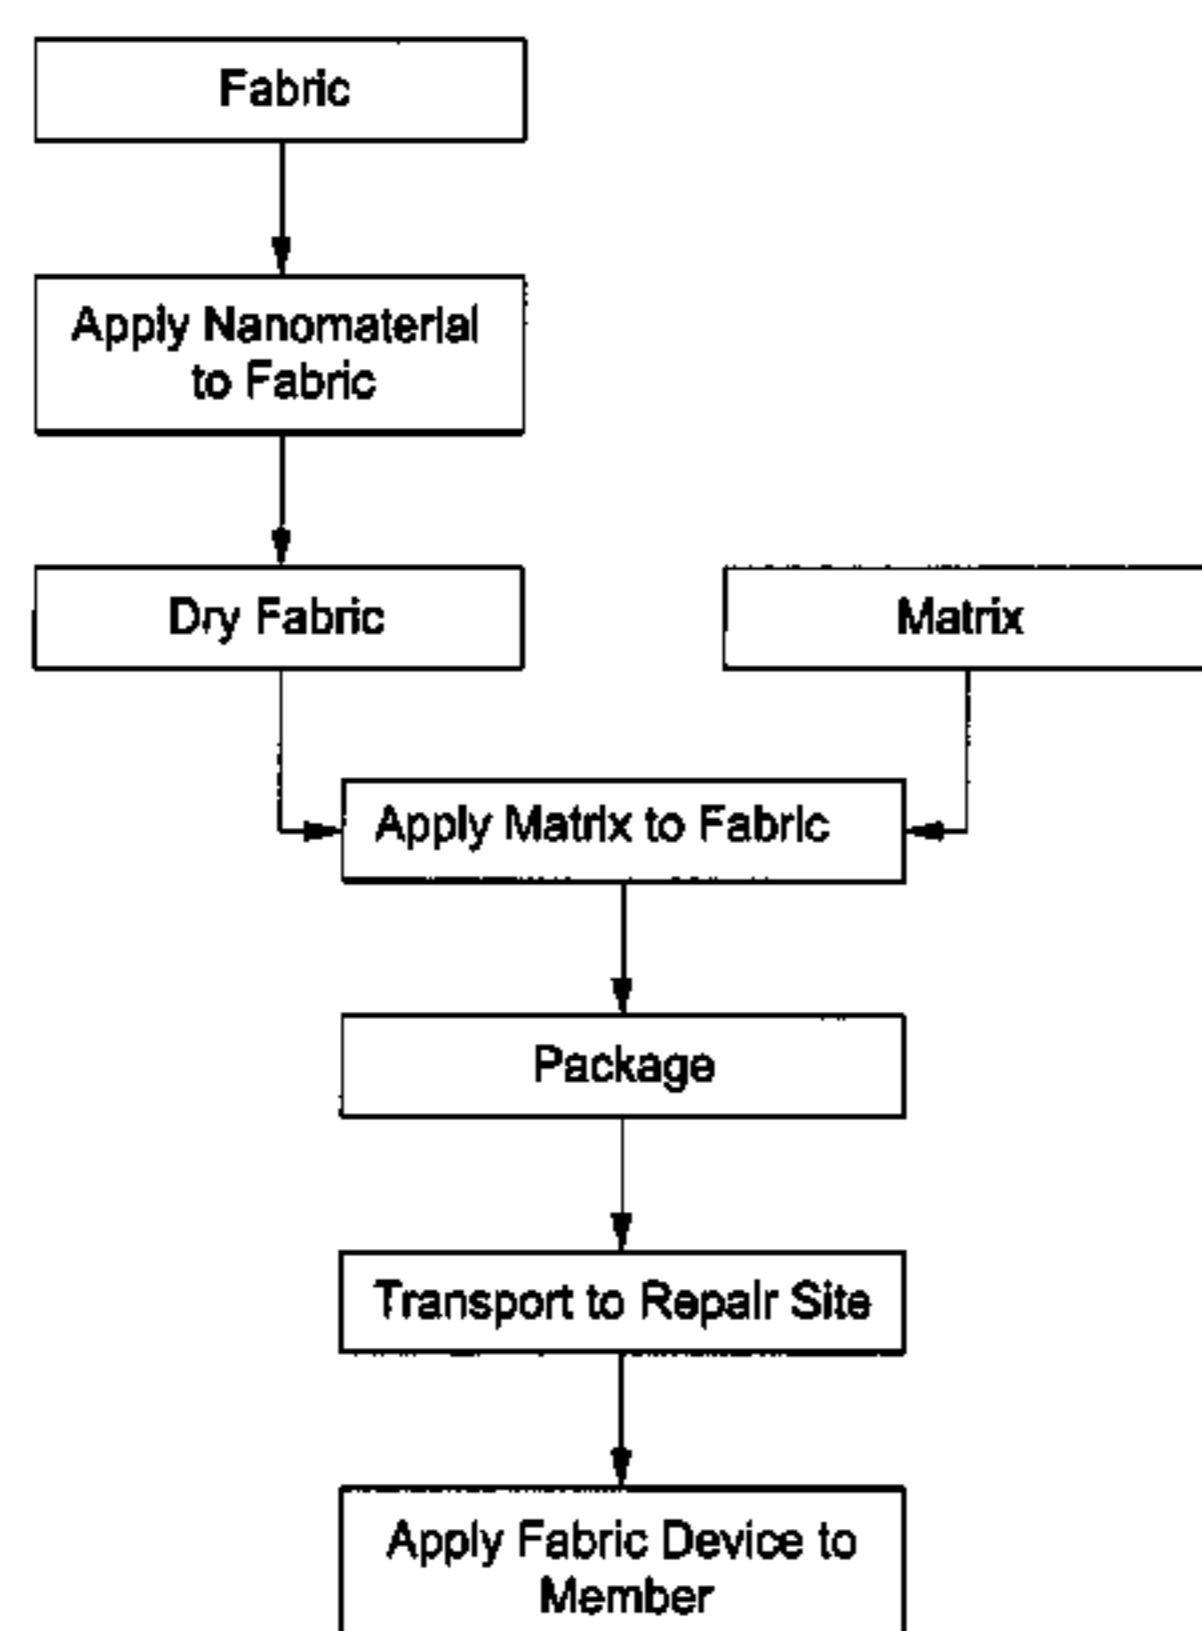 Fabric
Apply Nanomaterial
to Fabric
Dry Fabric
Matrix
Apply Matrix to Fabric
Package
Transport to Repair Site
Apply Fabric Device to
Member